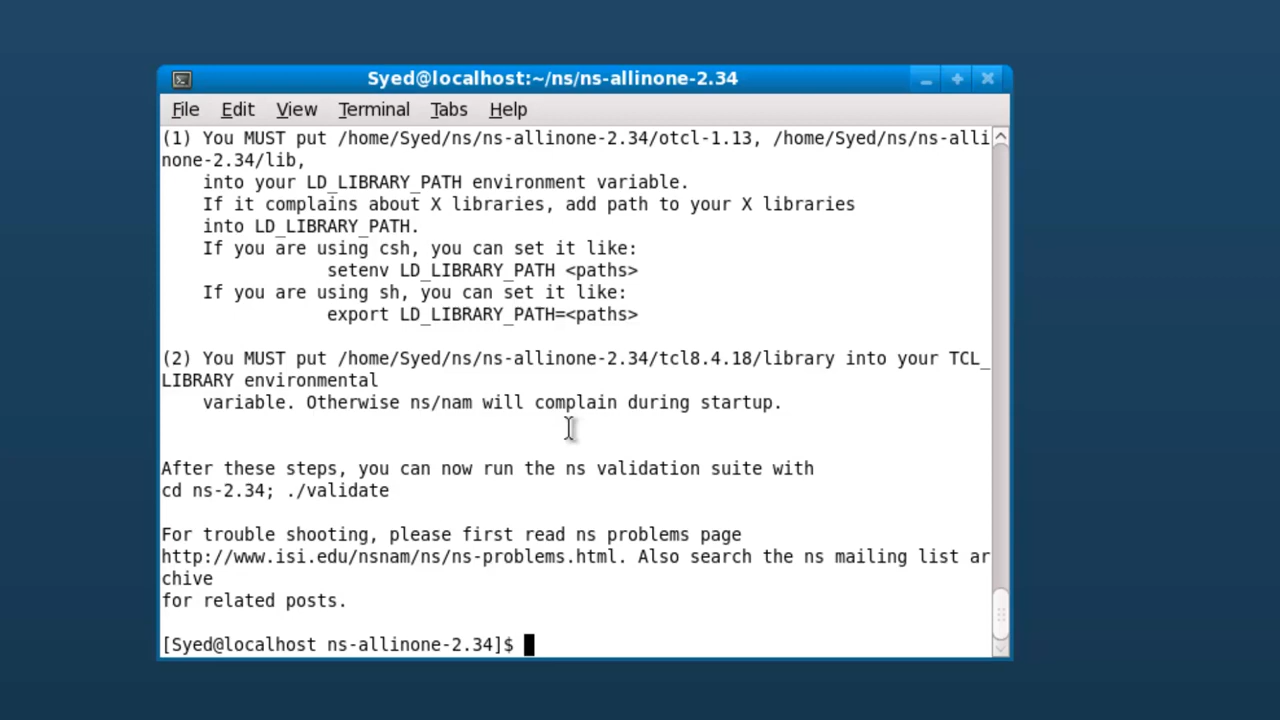 Syed@localhost:~/ns/ns-allinone-2.34
File Edit View Terminal Tabs Help
(1) You MUST put /home/Syed/ns/ns-allinone-2.34/otcl-1.13, /home/Syed/ns/ns-alli
none-2.34/lib,
    into your LD_LIBRARY_PATH environment variable.
    If it complains about X libraries, add path to your X libraries
    into LD_LIBRARY_PATH.
    If you are using csh, you can set it like:
                setenv LD_LIBRARY_PATH <paths>
    If you are using sh, you can set it like:
                export LD_LIBRARY_PATH=<paths>
(2) You MUST put /home/Syed/ns/ns-allinone-2.34/tcl8.4.18/library into your TCL_
LIBRARY environmental
    variable. Otherwise ns/nam will complain during startup.
After these steps, you can now run the ns validation suite with
cd ns-2.34; ./validate
For trouble shooting, please first read ns problems page
http://www.isi.edu/nsnam/ns/ns-problems.html. Also search the ns mailing list ar
chive
for related posts.
[Syed@localhost ns-allinone-2.34]$